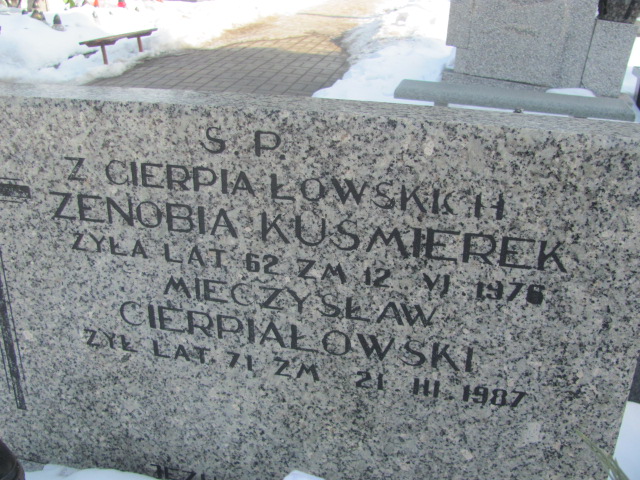 S. P.
Z CIERPIAŁOWSKICH
ZENOBIA KUŚMIEREK
ŻYŁA LAT 62 ZM 12 VI 1976
MIECZYSŁAW
CIERPIAŁOWSKI
ŻYŁ LAT 71 ZM 21 III 1987